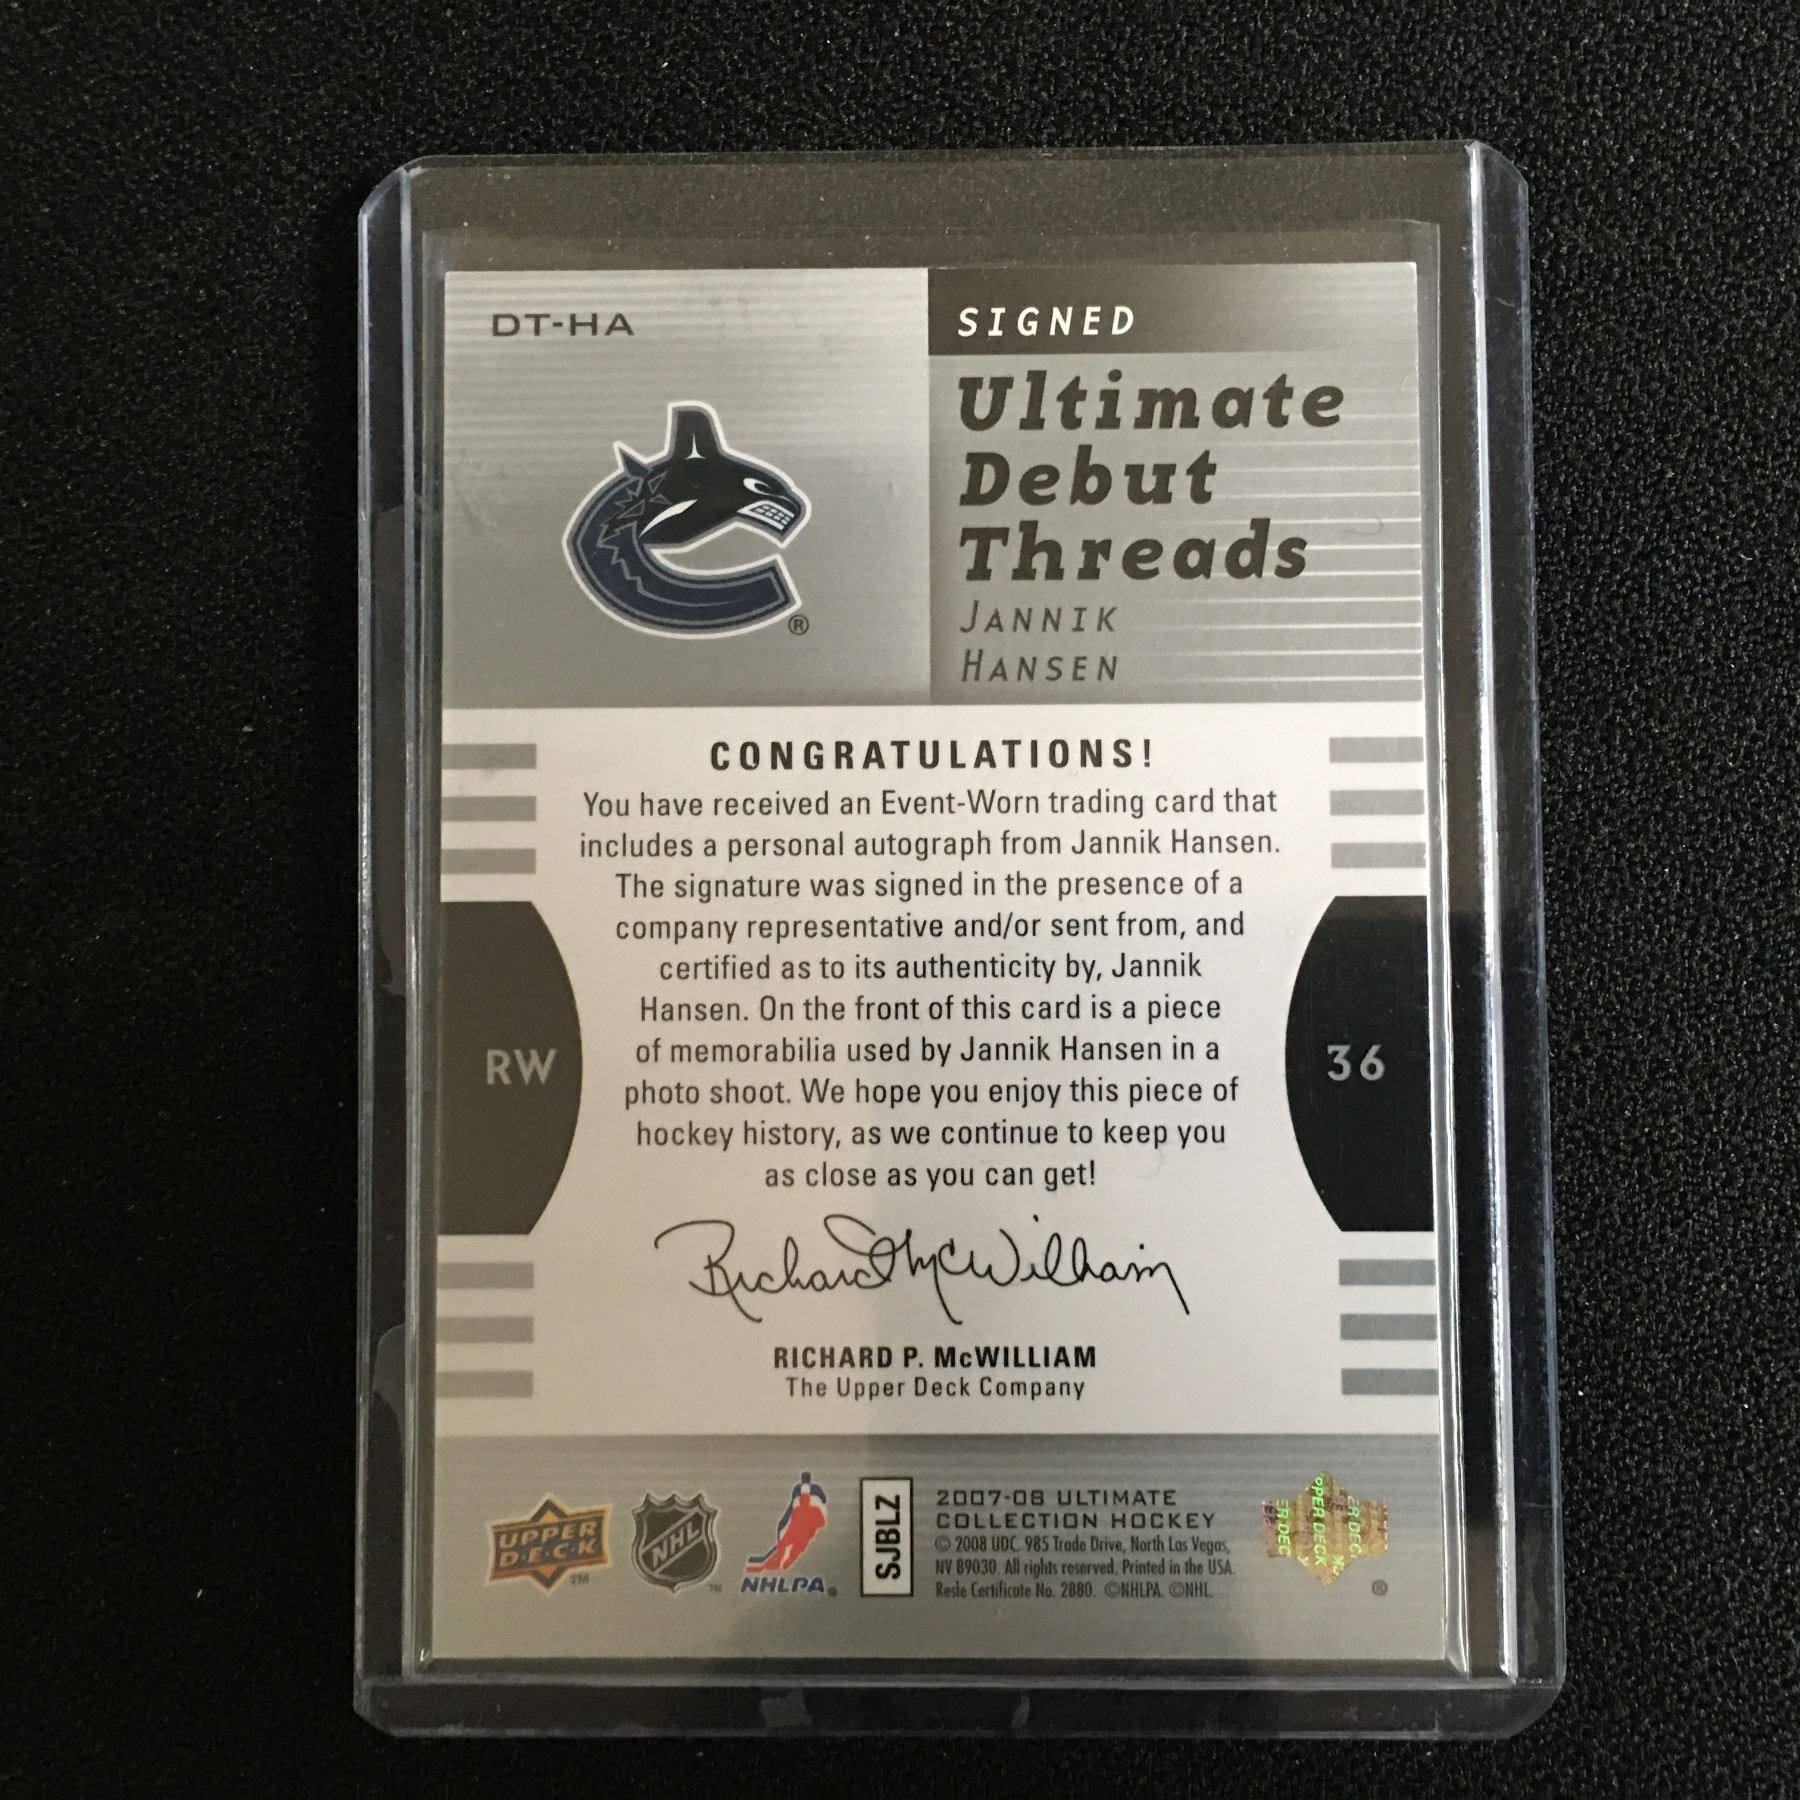 DT-HA
SIGNED
Ultimate
Debut
Threads
JANNIK
HANSEN
®
CONGRATULATIONS!
You have received an Event-Worn trading card that
includes a personal autograph from Jannik Hansen.
The signature was signed in the presence of a
company representative and/or sent from, and
certified as to its authenticity by, Jannik
Hansen. On the front of this card is a piece
of memorabilia used by Jannik Hansen in a
photo shoot. We hope you enjoy this piece of
hockey history, as we continue to keep you
as close as you can get!
RW
36
Richard McWilliam
RICHARD P. McWILLIAM
The Upper Deck Company
UPPER
D·E·C·K
TM
NHL
TM
NHLPA®
SJBLZ
2007-08 ULTIMATE
COLLECTION HOCKEY
© 2008 UDC. 985 Trade Drive, North Las Vegas,
NV 89030. All rights reserved. Printed in the USA.
Resle Certificate No. 2880. ©NHLPA. ©NHL.
PPER DECK
®